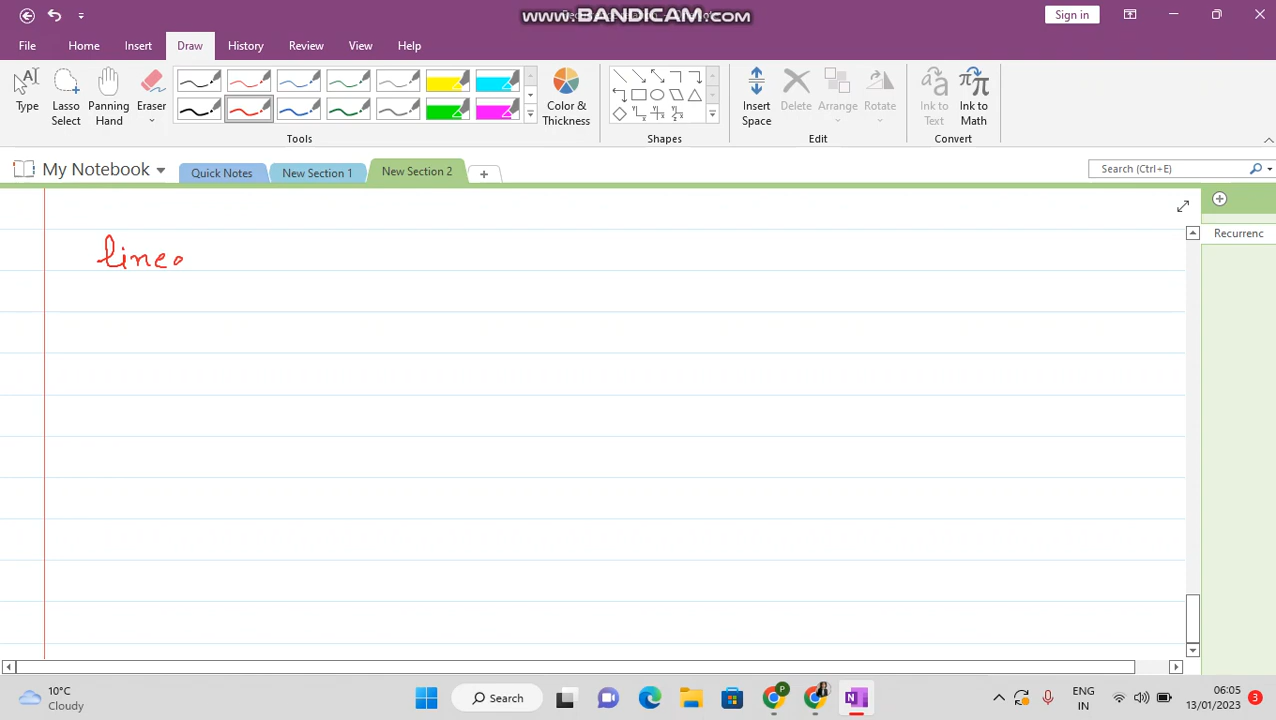 www.BANDICAM.com
Sign in
File Home Insert Draw History Review View Help
Type Lasso Select Panning Hand Eraser Color & Thickness Insert Space Delete Arrange Rotate Ink to Text Ink to Math
Tools Shapes Edit Convert
My Notebook Quick Notes New Section 1 New Section 2 Search (Ctrl+E)
Recurrenc
linea
10°C
Cloudy
Search
ENG
IN
06:05
13/01/2023
3